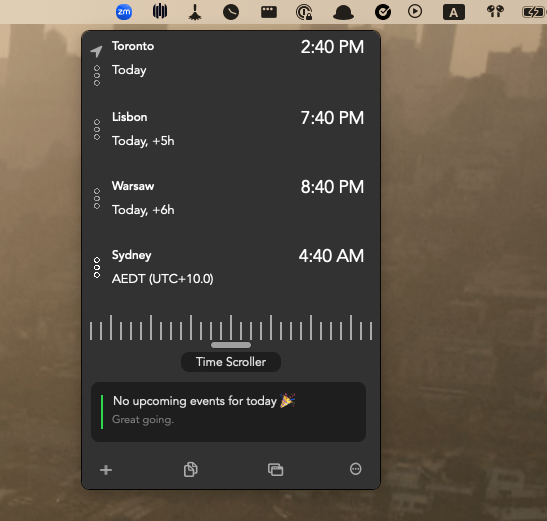 zm
A
Toronto
2:40 PM
Today
Lisbon
7:40 PM
Today, +5h
Warsaw
8:40 PM
Today, +6h
Sydney
4:40 AM
AEDT (UTC+10.0)
Time Scroller
No upcoming events for today 🎉
Great going.